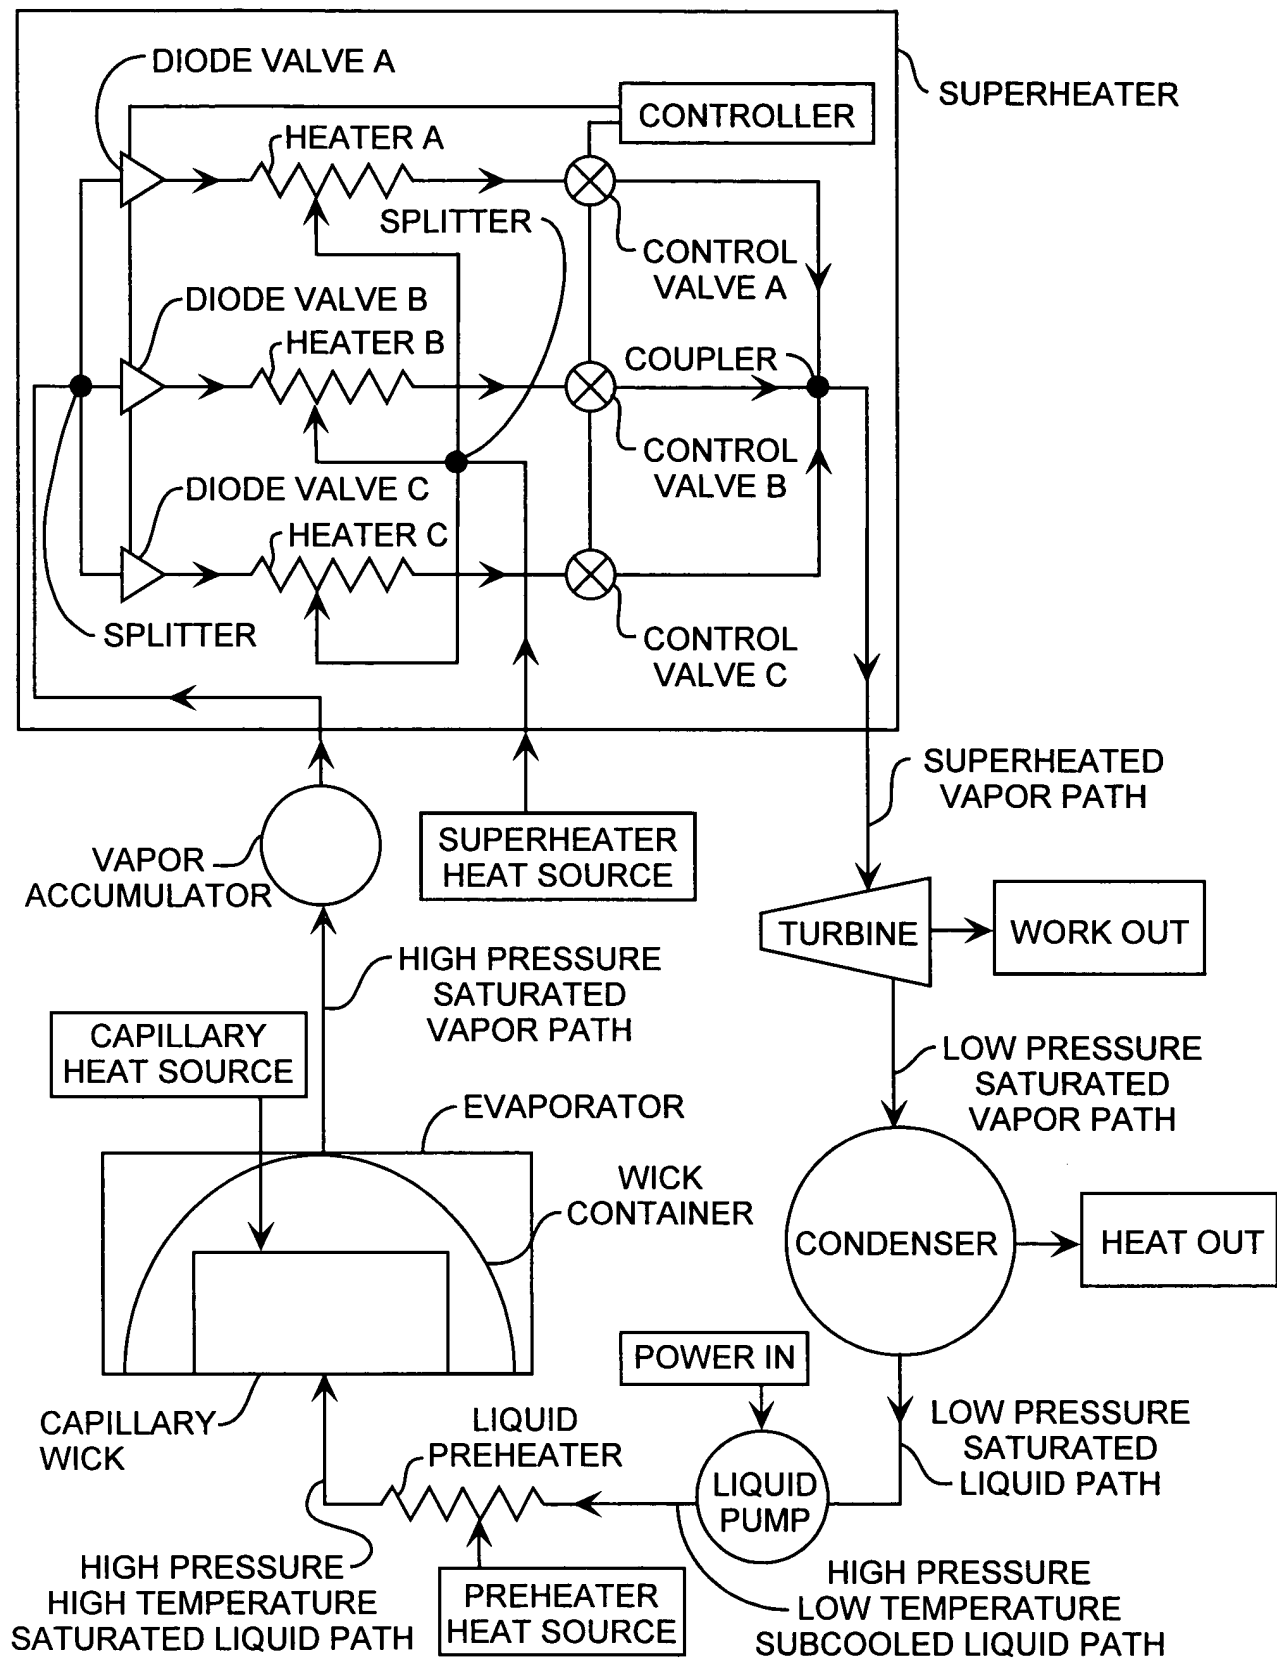 DIODE VALVE A
SUPERHEATER
CONTROLLER
HEATER A
SPLITTER
CONTROL
VALVE A
DIODE VALVE B
HEATER B
COUPLER
CONTROL
VALVE B
DIODE VALVE C
HEATER C
SPLITTER
CONTROL
VALVE C
SUPERHEATED
VAPOR PATH
SUPERHEATER
HEAT SOURCE
VAPOR
ACCUMULATOR
TURBINE
WORK OUT
HIGH PRESSURE
SATURATED
VAPOR PATH
CAPILLARY
HEAT SOURCE
LOW PRESSURE
SATURATED
VAPOR PATH
EVAPORATOR
WICK
CONTAINER
CONDENSER
HEAT OUT
POWER IN
CAPILLARY
WICK
LIQUID
PREHEATER
LOW PRESSURE
SATURATED
LIQUID PATH
LIQUID
PUMP
HIGH PRESSURE
HIGH TEMPERATURE
SATURATED LIQUID PATH
PREHEATER
HEAT SOURCE
HIGH PRESSURE
LOW TEMPERATURE
SUBCOOLED LIQUID PATH